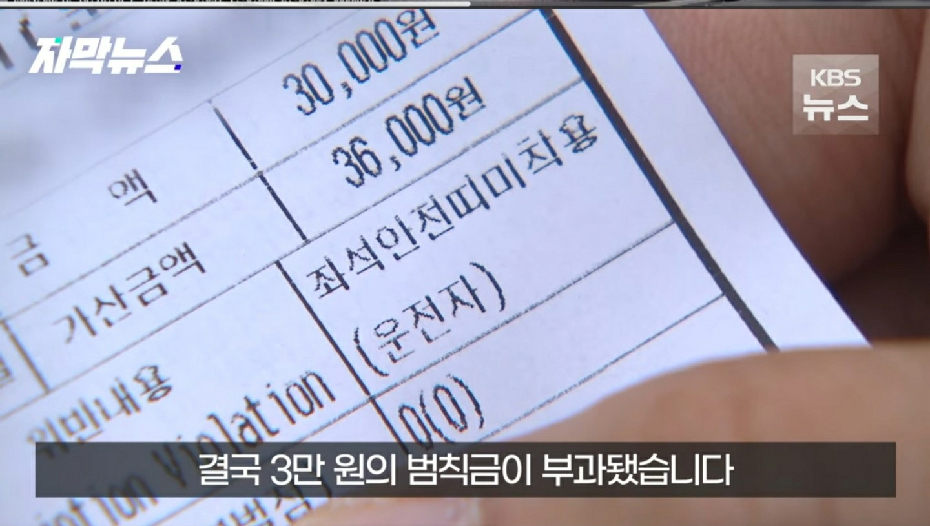 자막뉴스
KBS
뉴스
30,000원
금 액
36,000원
가산금액
좌석안전띠미착용
(운전자)
위반내용
Violation
0(0)
결국 3만 원의 범칙금이 부과됐습니다